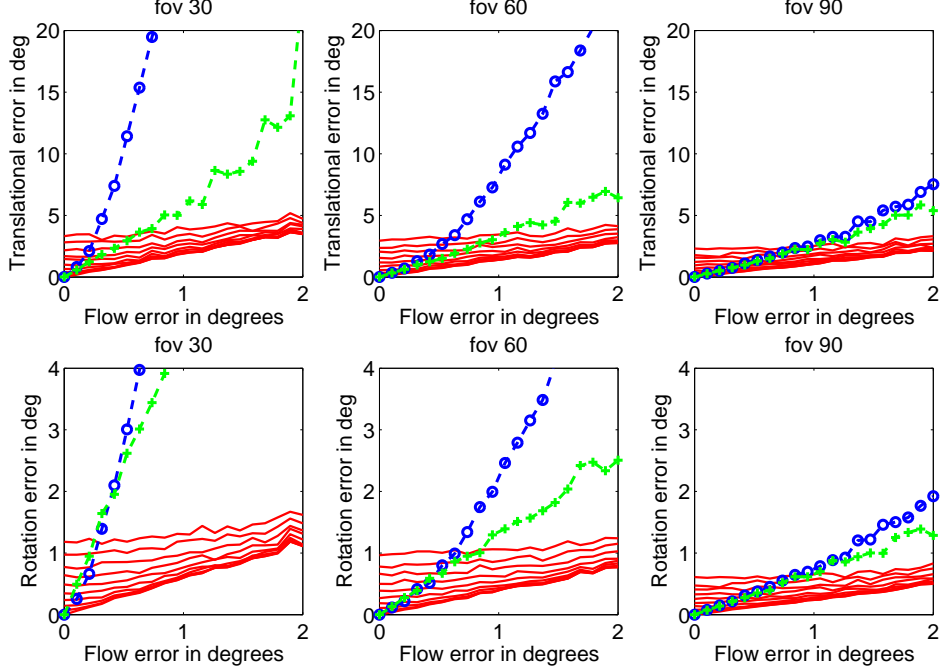 fov 30
fov 60
fov 90
Translational error in deg
20
15
10
5
0
0
1
2
Flow error in degrees
Translational error in deg
20
15
10
5
0
0
1
2
Flow error in degrees
Translational error in deg
20
15
10
5
0
0
1
2
Flow error in degrees
fov 30
fov 60
fov 90
Rotation error in deg
4
3
2
1
0
0
1
2
Flow error in degrees
Rotation error in deg
4
3
2
1
0
0
1
2
Flow error in degrees
Rotation error in deg
4
3
2
1
0
0
1
2
Flow error in degrees